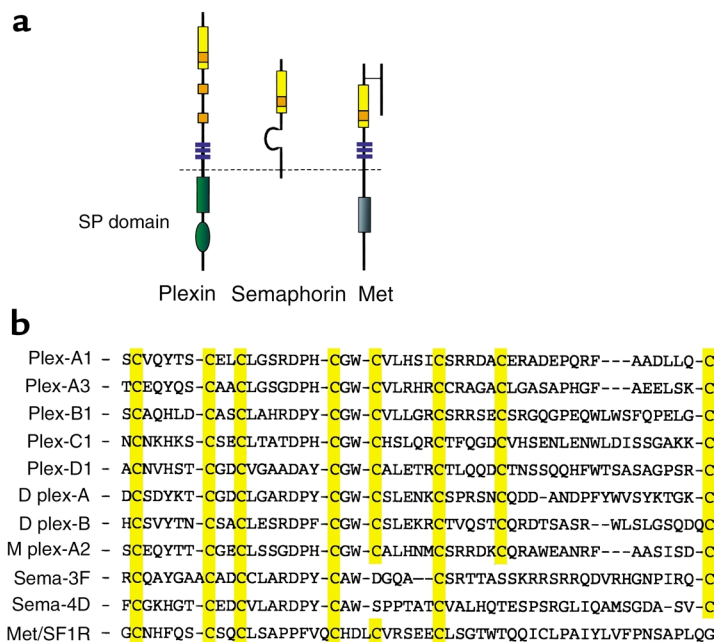 a
SP domain
Plexin Semaphorin Met
b
Plex-A1 - SCVQYTS-CELCLGSRDPH-CGW-CVLHSICSRRDACERADEPQRF---AADLLQ-C
Plex-A3 - TCEQYQS-CAACLGSGDPH-CGW-CVLRHRCCRAGACLGASAPHGF---AEELSK-C
Plex-B1 - SCAQHLD-CASCLAHRDPY-CGW-CVLLGRCSRRSECSRGQGPEQWLWSFQPELG-C
Plex-C1 - NCNKHKS-CSECLTATDPH-CGW-CHSLQRCTFQGDCVHSENLENWLDISSGAKK-C
Plex-D1 - ACNVHST-CGDCVGAADAY-CGW-CALETRCTLQQDCTNSSQQHFWTSASAGPSR-C
D plex-A - DCSDYKT-CGDCLGARDPY-CGW-CSLENKCSPRSNCQDD-ANDPFYWVSYKTGK-C
D plex-B - HCSVYTN-CSACLESRDPF-CGW-CSLEKRCTVQSTCQRDTSASR--WLSLGSQDQC
M plex-A2 - SCEQYTT-CGECLSSGDPH-CGW-CALHNMCSRRDKCQRAWEANRF---AASISD-C
Sema-3F - RCQAYGAACADCCLARDPY-CAW-DGQA--CSRTTASSKRRSRRQDVRHGNPIRQ-C
Sema-4D - FCGKHGT-CEDCVLARDPY-CAW-SPPTATCVALHQTESPSRGLIQAMSGDA-SV-C
Met/SF1R - GCNHFQS-CSQCLSAPPFVQCHDLCVRSEECLSGTWTQQICLPAIYLVFPNSAPLQC